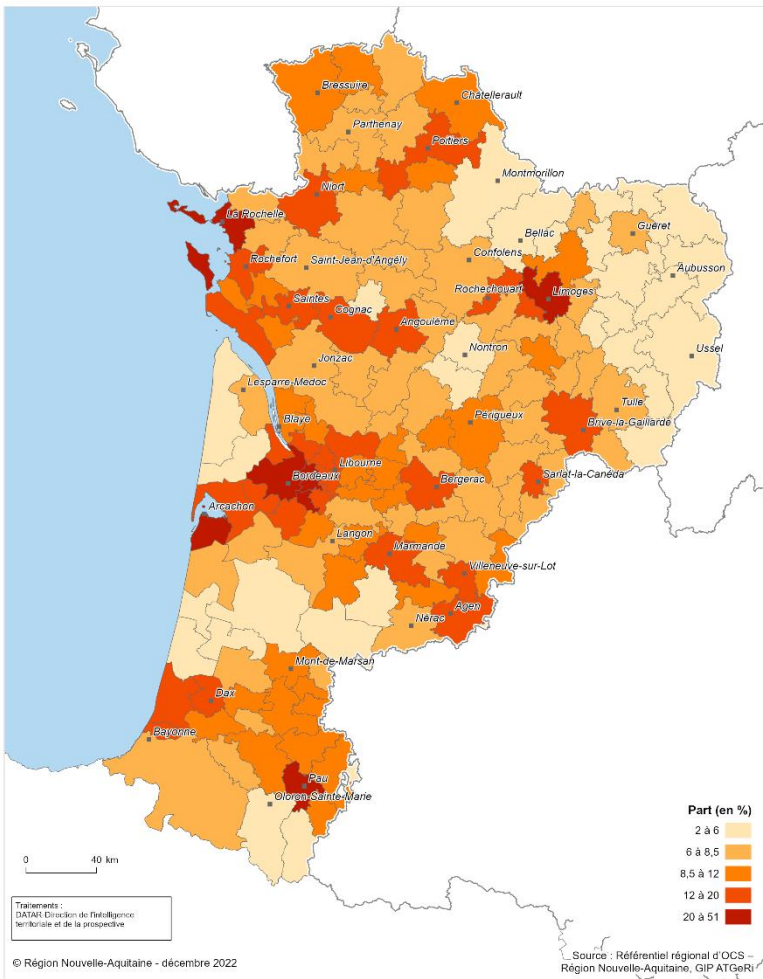 Bressuire
Châtellerault
Parthenay
Poitiers
Montmorillon
Niort
La Rochelle
Bellac
Guéret
Rochefort
Saint-Jean-d'Angély
Confolens
Aubusson
Rochechouart
Limoges
Saintes
Cognac
Angoulême
Nontron
Ussel
Jonzac
Lesparre-Medoc
Tulle
Blaye
Périgueux
Brive-la-Gaillarde
Libourne
Bordeaux
Bergerac
Sarlat-la-Canéda
Arcachon
Langon
Marmande
Villeneuve-sur-Lot
Agen
Nérac
Mont-de-Marsan
Dax
Bayonne
Pau
Oloron-Sainte-Marie
Part (en %)
2 à 6
6 à 8,5
8,5 à 12
12 à 20
20 à 51
0 40 km
Traitements :
DATAR-Direction de l'intelligence
territoriale et de la prospective
© Région Nouvelle-Aquitaine - décembre 2022
Source : Référentiel régional d'OCS –
Région Nouvelle-Aquitaine, GIP ATGeRi